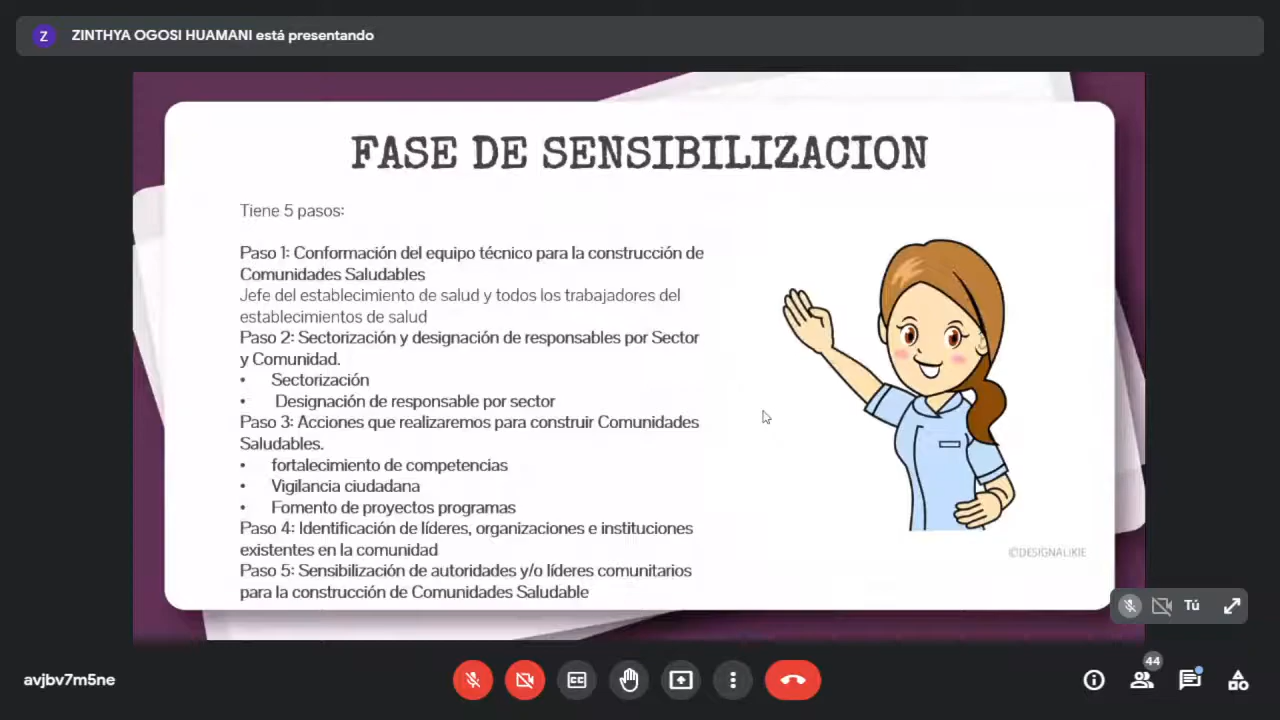 Z ZINTHYA OGOSI HUAMANI está presentando
FASE DE SENSIBILIZACION
Tiene 5 pasos:
Paso 1: Conformación del equipo técnico para la construcción de
Comunidades Saludables
Jefe del establecimiento de salud y todos los trabajadores del
establecimientos de salud
Paso 2: Sectorización y designación de responsables por Sector
y Comunidad.
• Sectorización
• Designación de responsable por sector
Paso 3: Acciones que realizaremos para construir Comunidades
Saludables.
• fortalecimiento de competencias
• Vigilancia ciudadana
• Fomento de proyectos programas
Paso 4: Identificación de líderes, organizaciones e instituciones
existentes en la comunidad
Paso 5: Sensibilización de autoridades y/o líderes comunitarios
para la construcción de Comunidades Saludable
©DESIGNALIKIE
Tú
avjbv7m5ne
CC
44